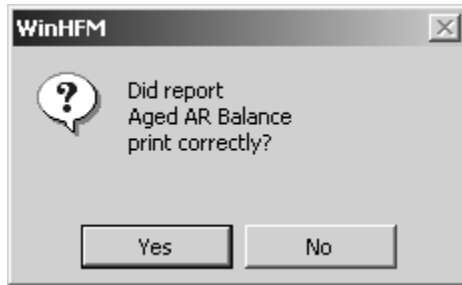 WinHFM
Did report
Aged AR Balance
print correctly?
Yes
No